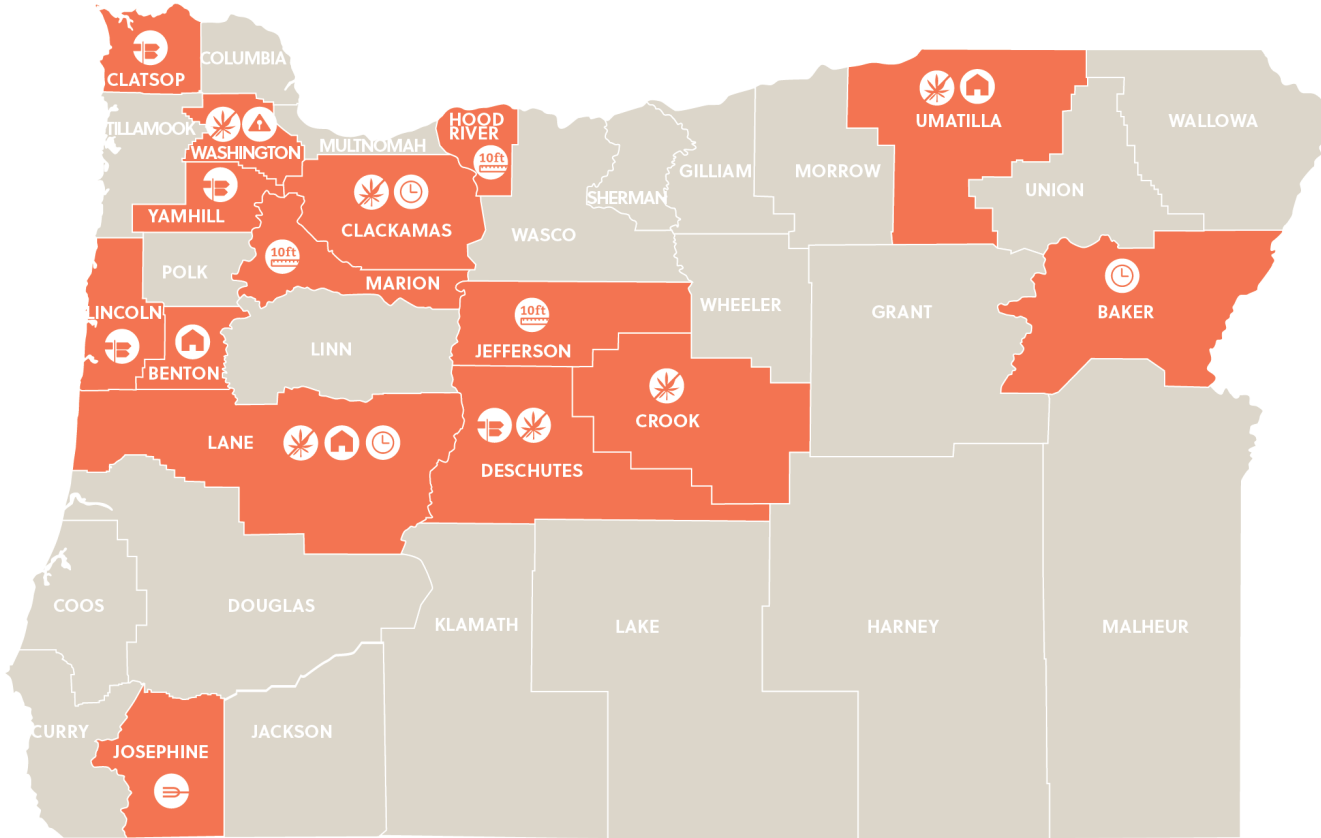 CLATSOP
COLUMBIA
TILLAMOOK
WASHINGTON
MULTNOMAH
HOOD
RIVER
10ft
YAMHILL
CLACKAMAS
WASCO
SHERMAN
GILLIAM
MORROW
UMATILLA
UNION
WALLOWA
POLK
10ft
MARION
LINCOLN
BENTON
LINN
10ft
JEFFERSON
WHEELER
GRANT
BAKER
LANE
DESCHUTES
CROOK
COOS
DOUGLAS
KLAMATH
LAKE
HARNEY
MALHEUR
CURRY
JOSEPHINE
JACKSON